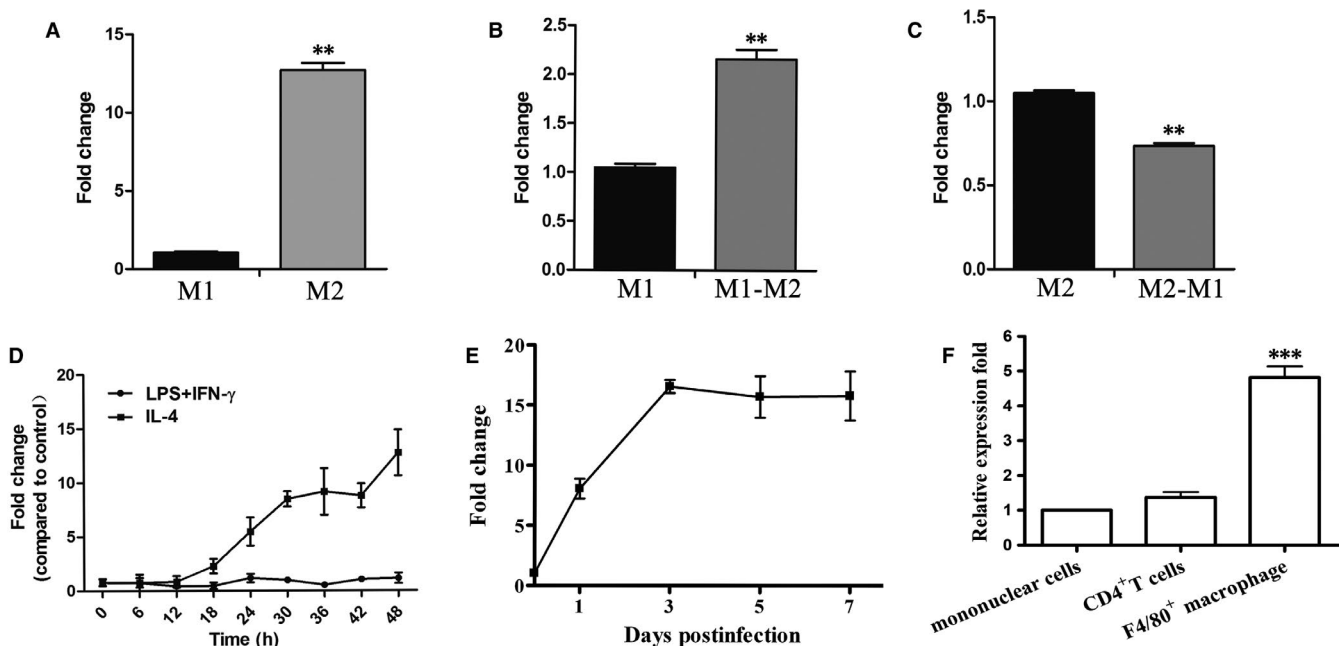 A
Fold change
15
10
5
0
**
M1
M2
B
Fold change
2.5
2.0
1.5
1.0
0.5
0.0
**
M1
M1-M2
C
Fold change
1.5
1.0
0.5
0.0
**
M2
M2-M1
D
Fold change
(compared to control)
20
15
10
5
0
LPS+IFN-γ
IL-4
0 6 12 18 24 30 36 42 48
Time (h)
E
Fold change
20
15
10
5
0
1 3 5 7
Days postinfection
F
Relative expression fold
6
5
4
3
2
1
0
***
mononuclear cells
CD4⁺T cells
F4/80⁺ macrophage